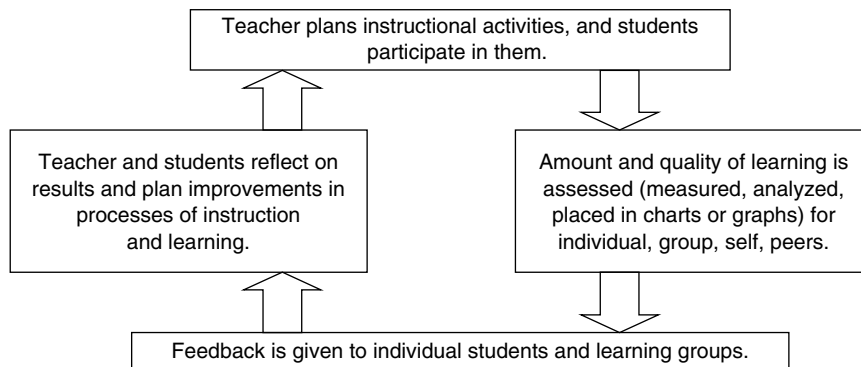 Teacher plans instructional activities, and students
participate in them.
Teacher and students reflect on
results and plan improvements in
processes of instruction
and learning.
Amount and quality of learning is
assessed (measured, analyzed,
placed in charts or graphs) for
individual, group, self, peers.
Feedback is given to individual students and learning groups.